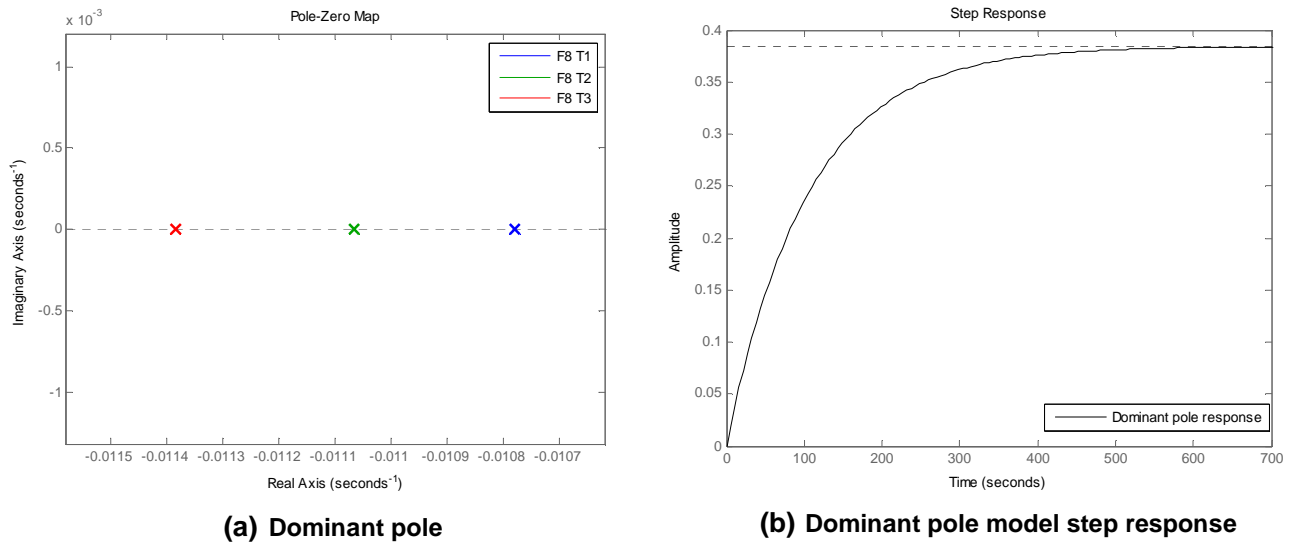 Pole-Zero Map
x 10⁻³
1
0.5
0
-0.5
-1
Imaginary Axis (seconds⁻¹)
F8 T1
F8 T2
F8 T3
-0.0115 -0.0114 -0.0113 -0.0112 -0.0111 -0.011 -0.0109 -0.0108 -0.0107
Real Axis (seconds⁻¹)
(a) Dominant pole
Step Response
0.4
0.35
0.3
0.25
0.2
0.15
0.1
0.05
0
Amplitude
Dominant pole response
0 100 200 300 400 500 600 700
Time (seconds)
(b) Dominant pole model step response